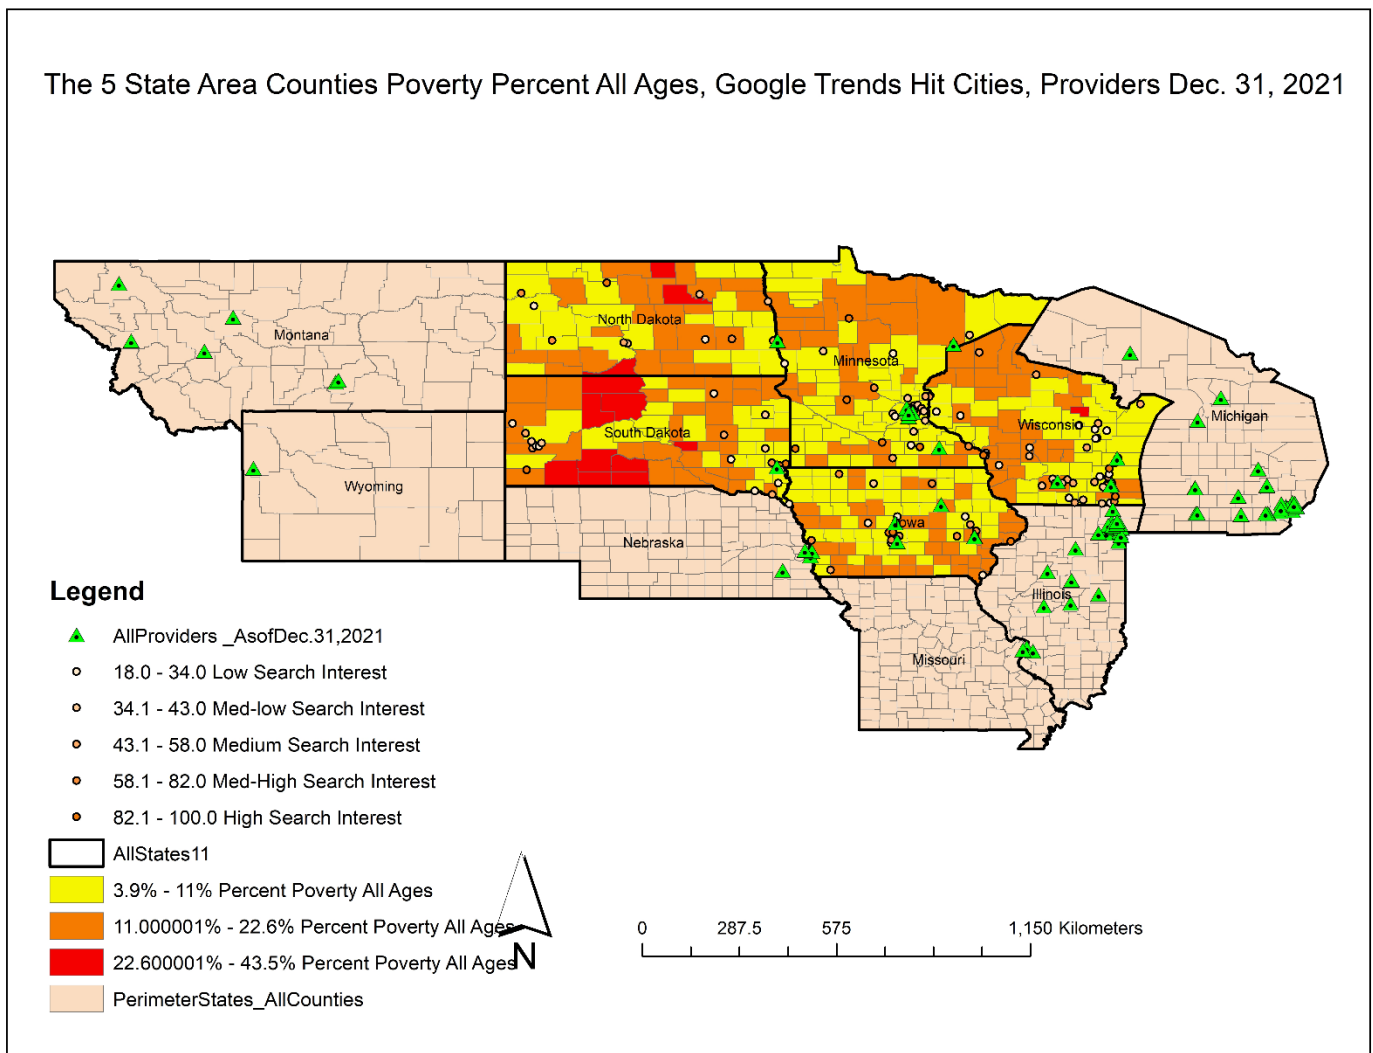 The 5 State Area Counties Poverty Percent All Ages, Google Trends Hit Cities, Providers Dec. 31, 2021
North Dakota
Montana
Minnesota
Michigan
Wisconsin
South Dakota
Wyoming
Iowa
Nebraska
Illinois
Missouri
Legend
AllProviders _AsofDec.31,2021
18.0 - 34.0 Low Search Interest
34.1 - 43.0 Med-low Search Interest
43.1 - 58.0 Medium Search Interest
58.1 - 82.0 Med-High Search Interest
82.1 - 100.0 High Search Interest
AllStates11
3.9% - 11% Percent Poverty All Ages
11.000001% - 22.6% Percent Poverty All Ages
22.600001% - 43.5% Percent Poverty All Ages
PerimeterStates_AllCounties
N
0 287.5 575 1,150 Kilometers